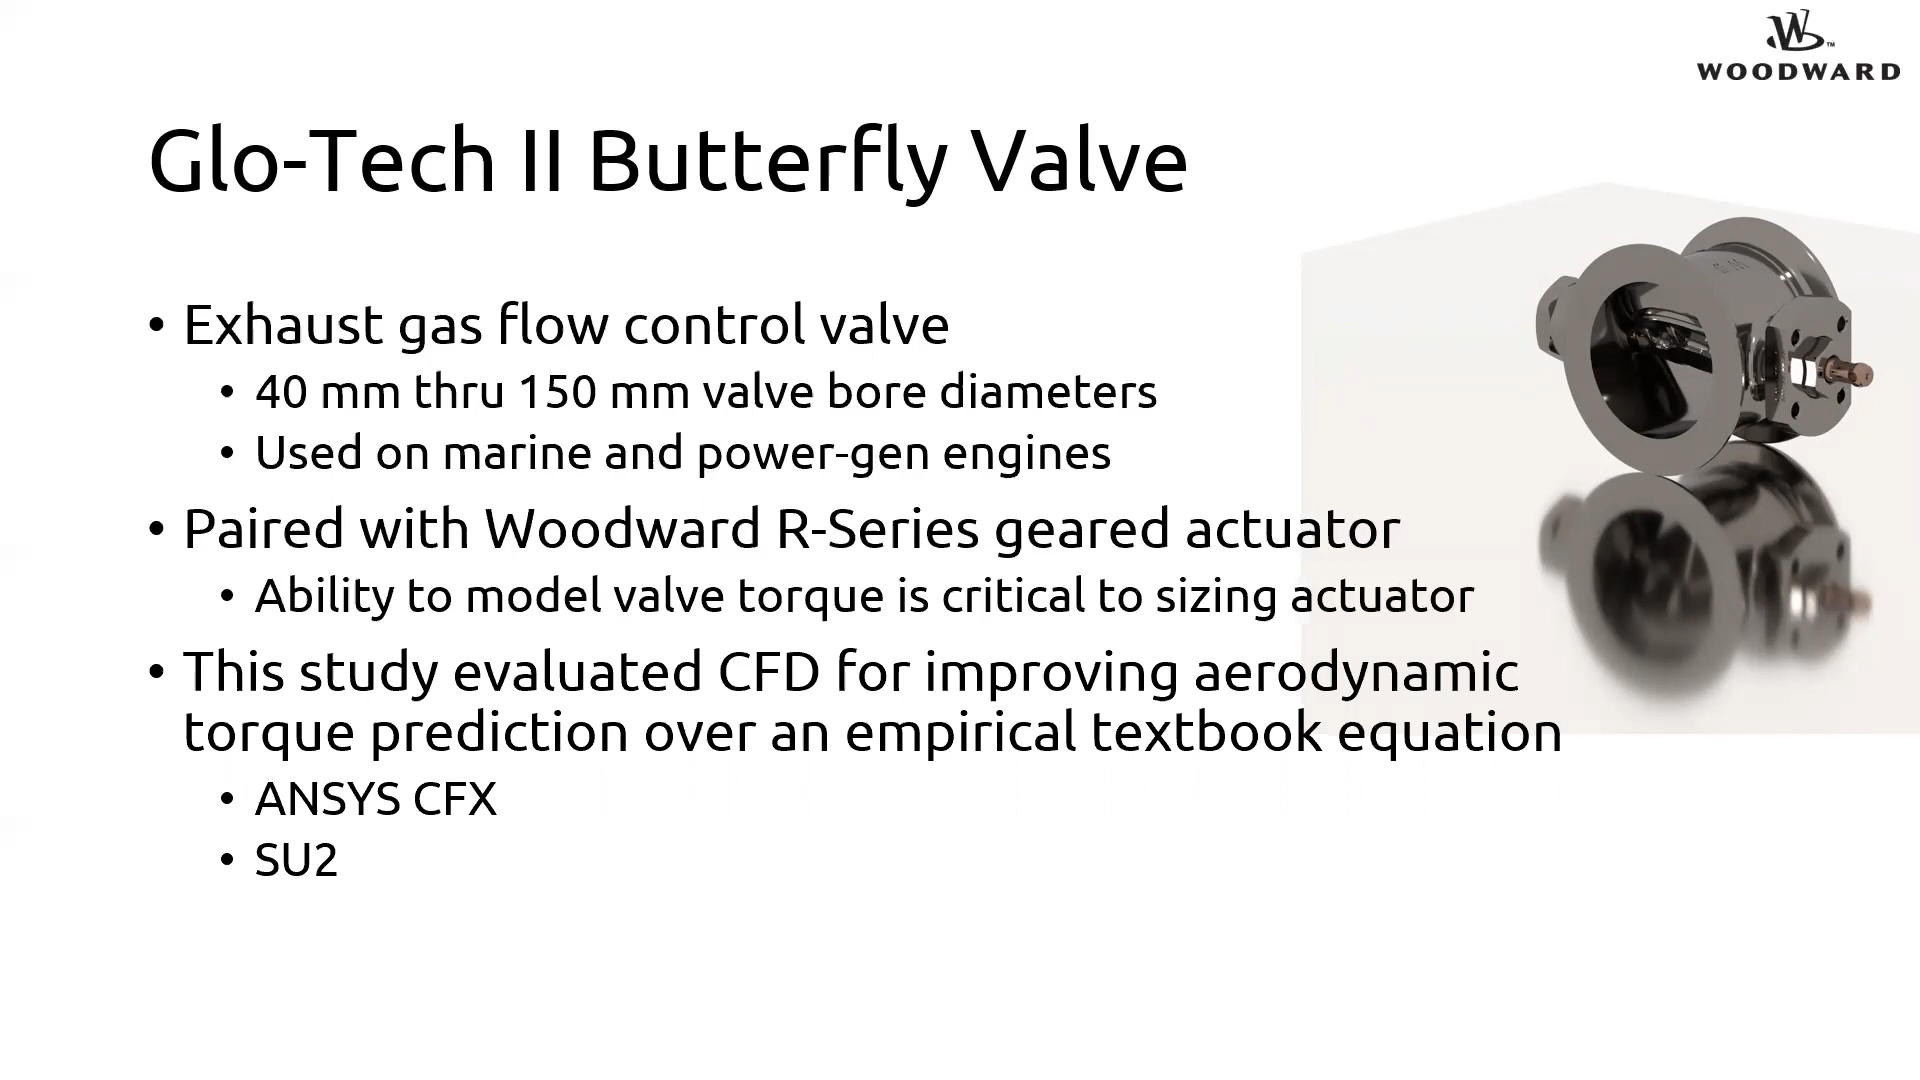 WOODWARD
Glo-Tech II Butterfly Valve
• Exhaust gas flow control valve
• 40 mm thru 150 mm valve bore diameters
• Used on marine and power-gen engines
• Paired with Woodward R-Series geared actuator
• Ability to model valve torque is critical to sizing actuator
• This study evaluated CFD for improving aerodynamic
torque prediction over an empirical textbook equation
• ANSYS CFX
• SU2